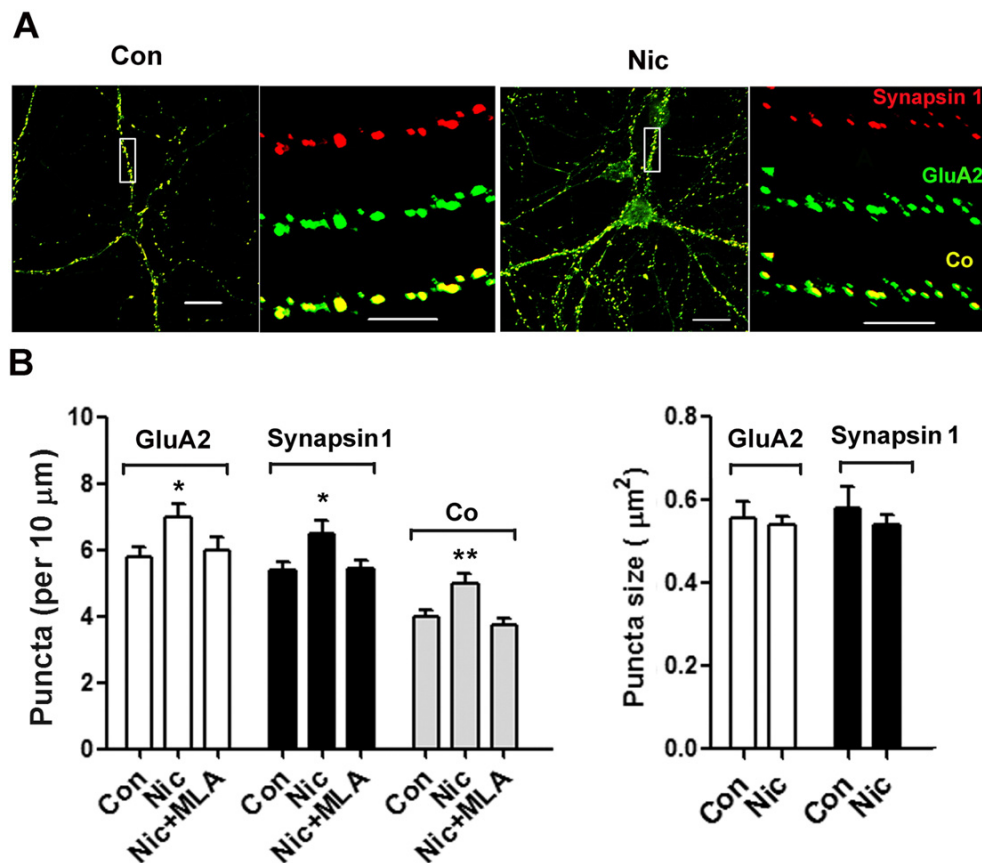 A
Con
Nic
Synapsin 1
GluA2
Co
B
Puncta (per 10 μm)
10
8
6
4
2
0
GluA2
Synapsin1
Co
*
*
**
Con
Nic
Nic+MLA
Con
Nic
Nic+MLA
Con
Nic
Nic+MLA
Puncta size ( μm²)
0.8
0.6
0.4
0.2
0.0
GluA2
Synapsin 1
Con
Nic
Con
Nic